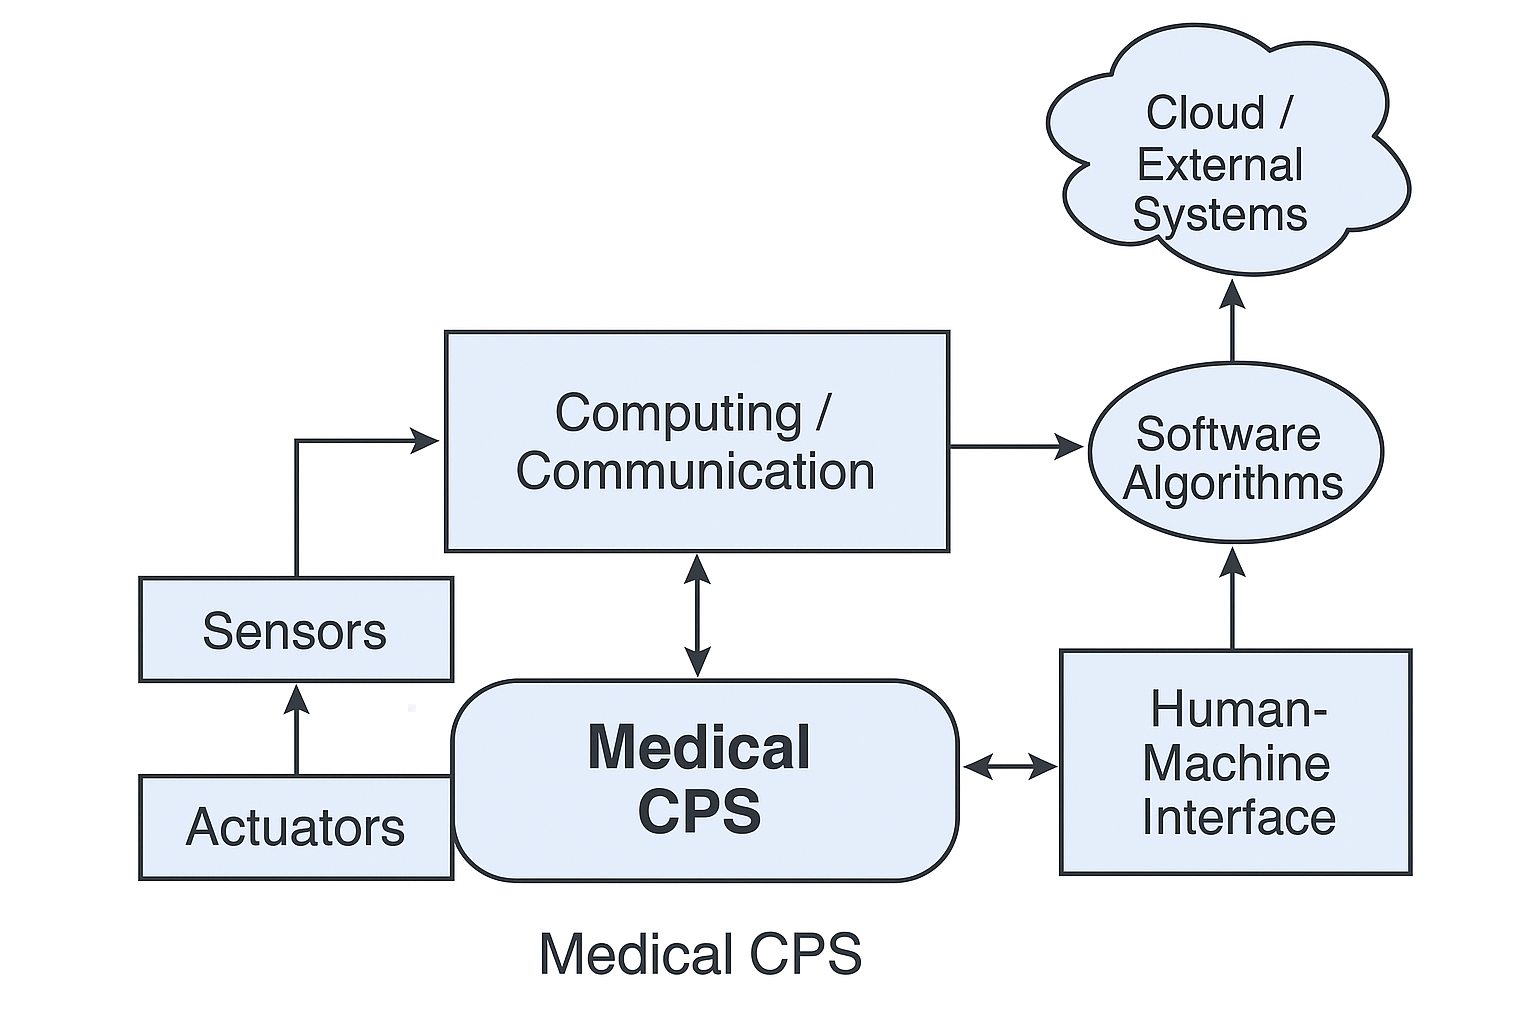 Cloud /
External
Systems
Computing /
Communication
Software
Algorithms
Sensors
Actuators
Medical
CPS
Human-
Machine
Interface
Medical CPS